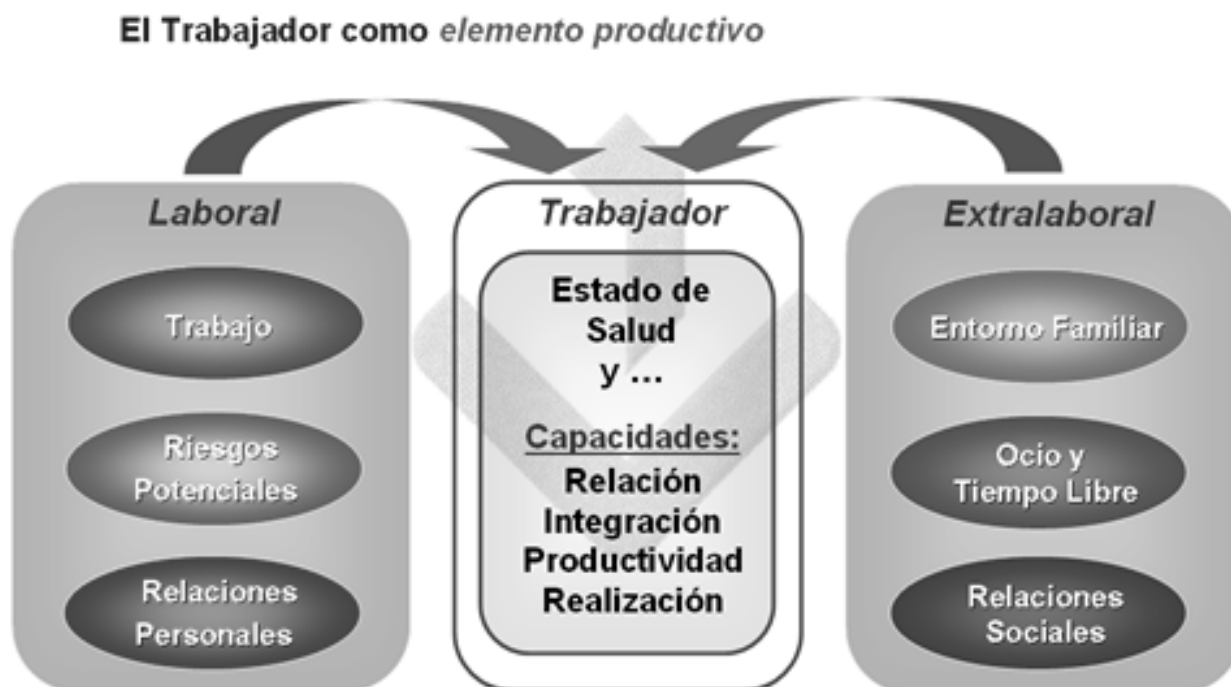 El Trabajador como elemento productivo
Laboral
Trabajo
Riesgos
Potenciales
Relaciones
Personales
Trabajador
Estado de
Salud
y ...
Capacidades:
Relación
Integración
Productividad
Realización
Extralaboral
Entorno Familiar
Ocio y
Tiempo Libre
Relaciones
Sociales